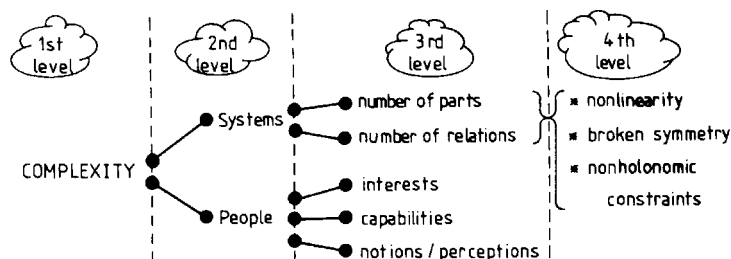 1st
level
2nd
level
3rd
level
4th
level
COMPLEXITY
Systems
People
number of parts
number of relations
interests
capabilities
notions / perceptions
* nonlinearity
* broken symmetry
* nonholonomic
constraints